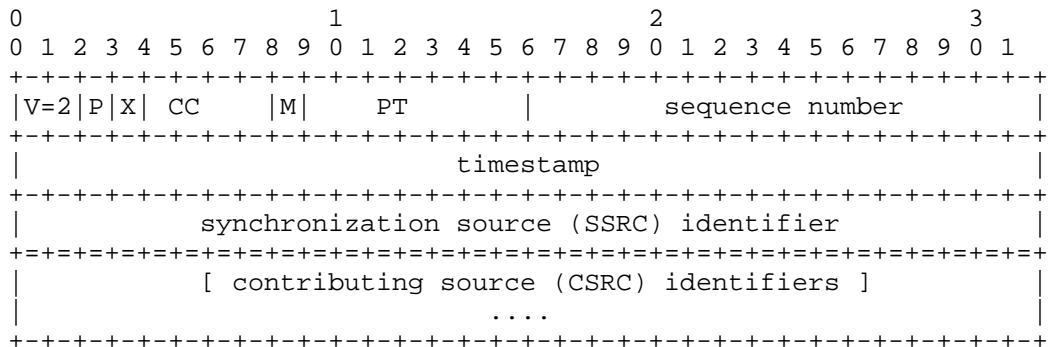 0                   1                   2                   3
0 1 2 3 4 5 6 7 8 9 0 1 2 3 4 5 6 7 8 9 0 1 2 3 4 5 6 7 8 9 0 1
+-+-+-+-+-+-+-+-+-+-+-+-+-+-+-+-+-+-+-+-+-+-+-+-+-+-+-+-+-+-+-+-+
|V=2|P|X|  CC   |M|     PT      |       sequence number         |
+-+-+-+-+-+-+-+-+-+-+-+-+-+-+-+-+-+-+-+-+-+-+-+-+-+-+-+-+-+-+-+-+
|                           timestamp                           |
+-+-+-+-+-+-+-+-+-+-+-+-+-+-+-+-+-+-+-+-+-+-+-+-+-+-+-+-+-+-+-+-+
|           synchronization source (SSRC) identifier            |
+=+=+=+=+=+=+=+=+=+=+=+=+=+=+=+=+=+=+=+=+=+=+=+=+=+=+=+=+=+=+=+=+
|           [ contributing source (CSRC) identifiers ]          |
|                             ....                              |
+-+-+-+-+-+-+-+-+-+-+-+-+-+-+-+-+-+-+-+-+-+-+-+-+-+-+-+-+-+-+-+-+